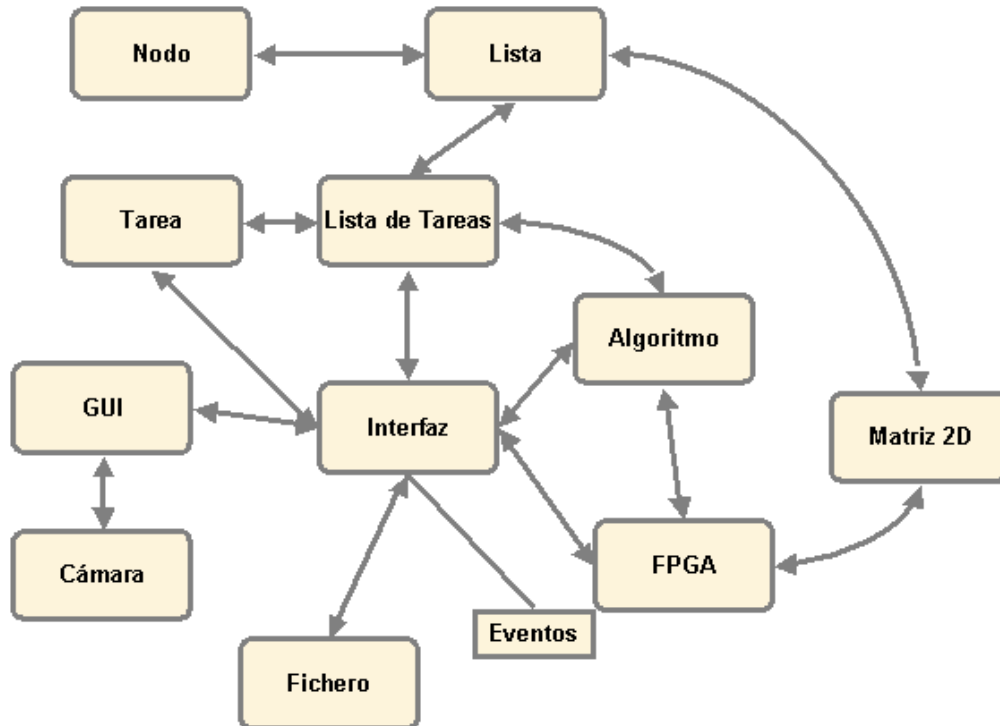 Nodo
Lista
Tarea
Lista de Tareas
Algoritmo
GUI
Interfaz
Matriz 2D
Cámara
FPGA
Eventos
Fichero